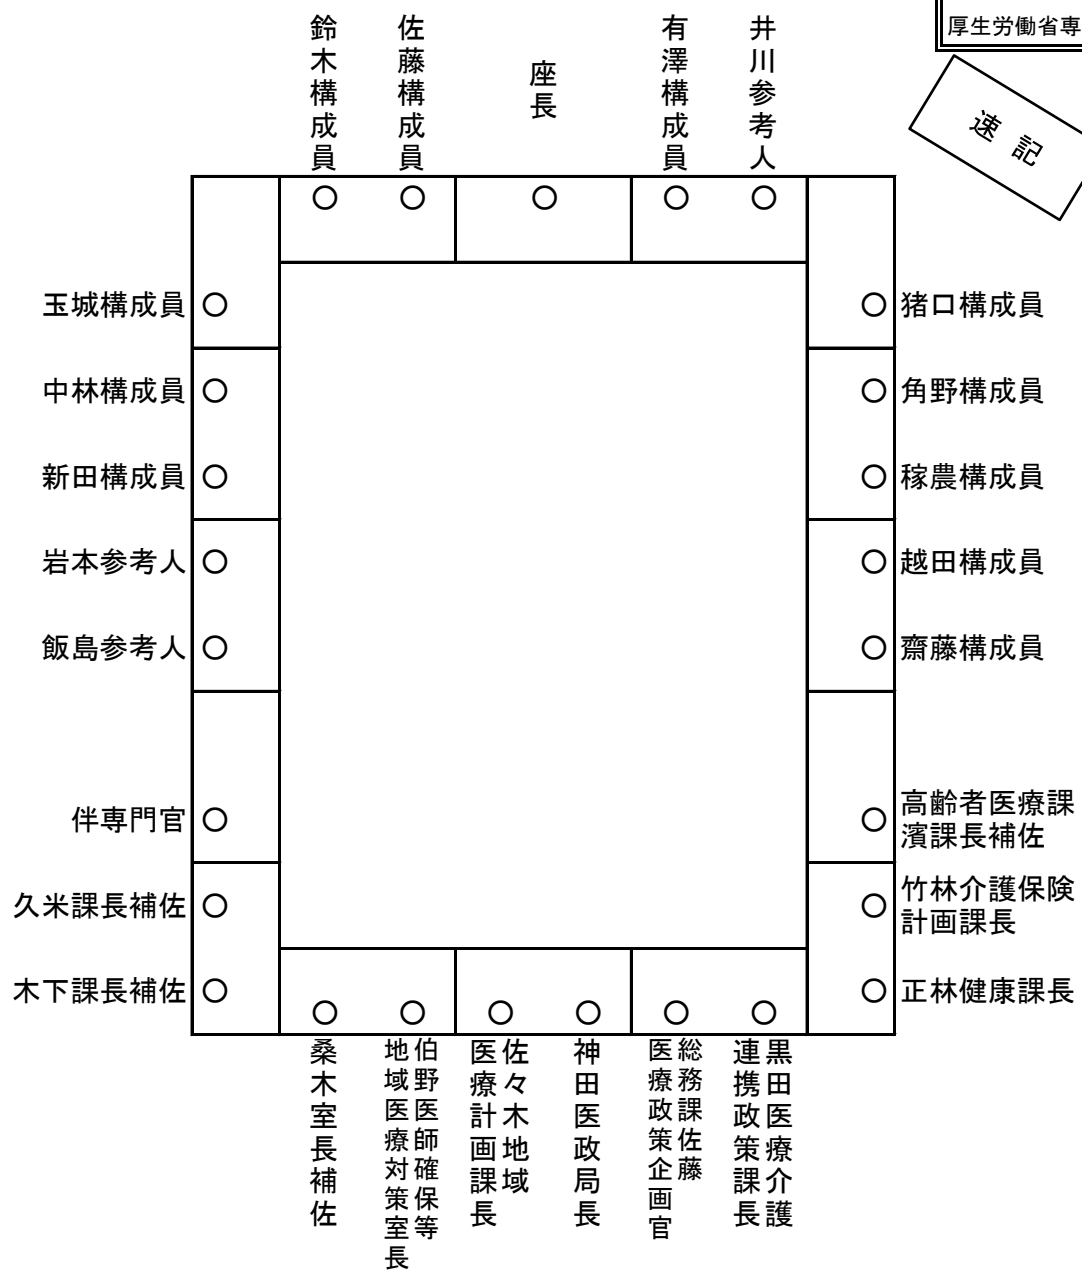 厚生労働省専
速記
鈴木構成員
佐藤構成員
座長
有澤構成員
井川参考人
玉城構成員
中林構成員
新田構成員
岩本参考人
飯島参考人
伴専門官
久米課長補佐
木下課長補佐
猪口構成員
角野構成員
稼農構成員
越田構成員
齋藤構成員
高齢者医療課
濱課長補佐
竹林介護保険
計画課長
正林健康課長
桑木室長補佐
伯野医師確保等
地域医療対策室長
佐々木地域
医療計画課長
神田医政局長
総務課佐藤
医療政策企画官
黒田医療介護
連携政策課長